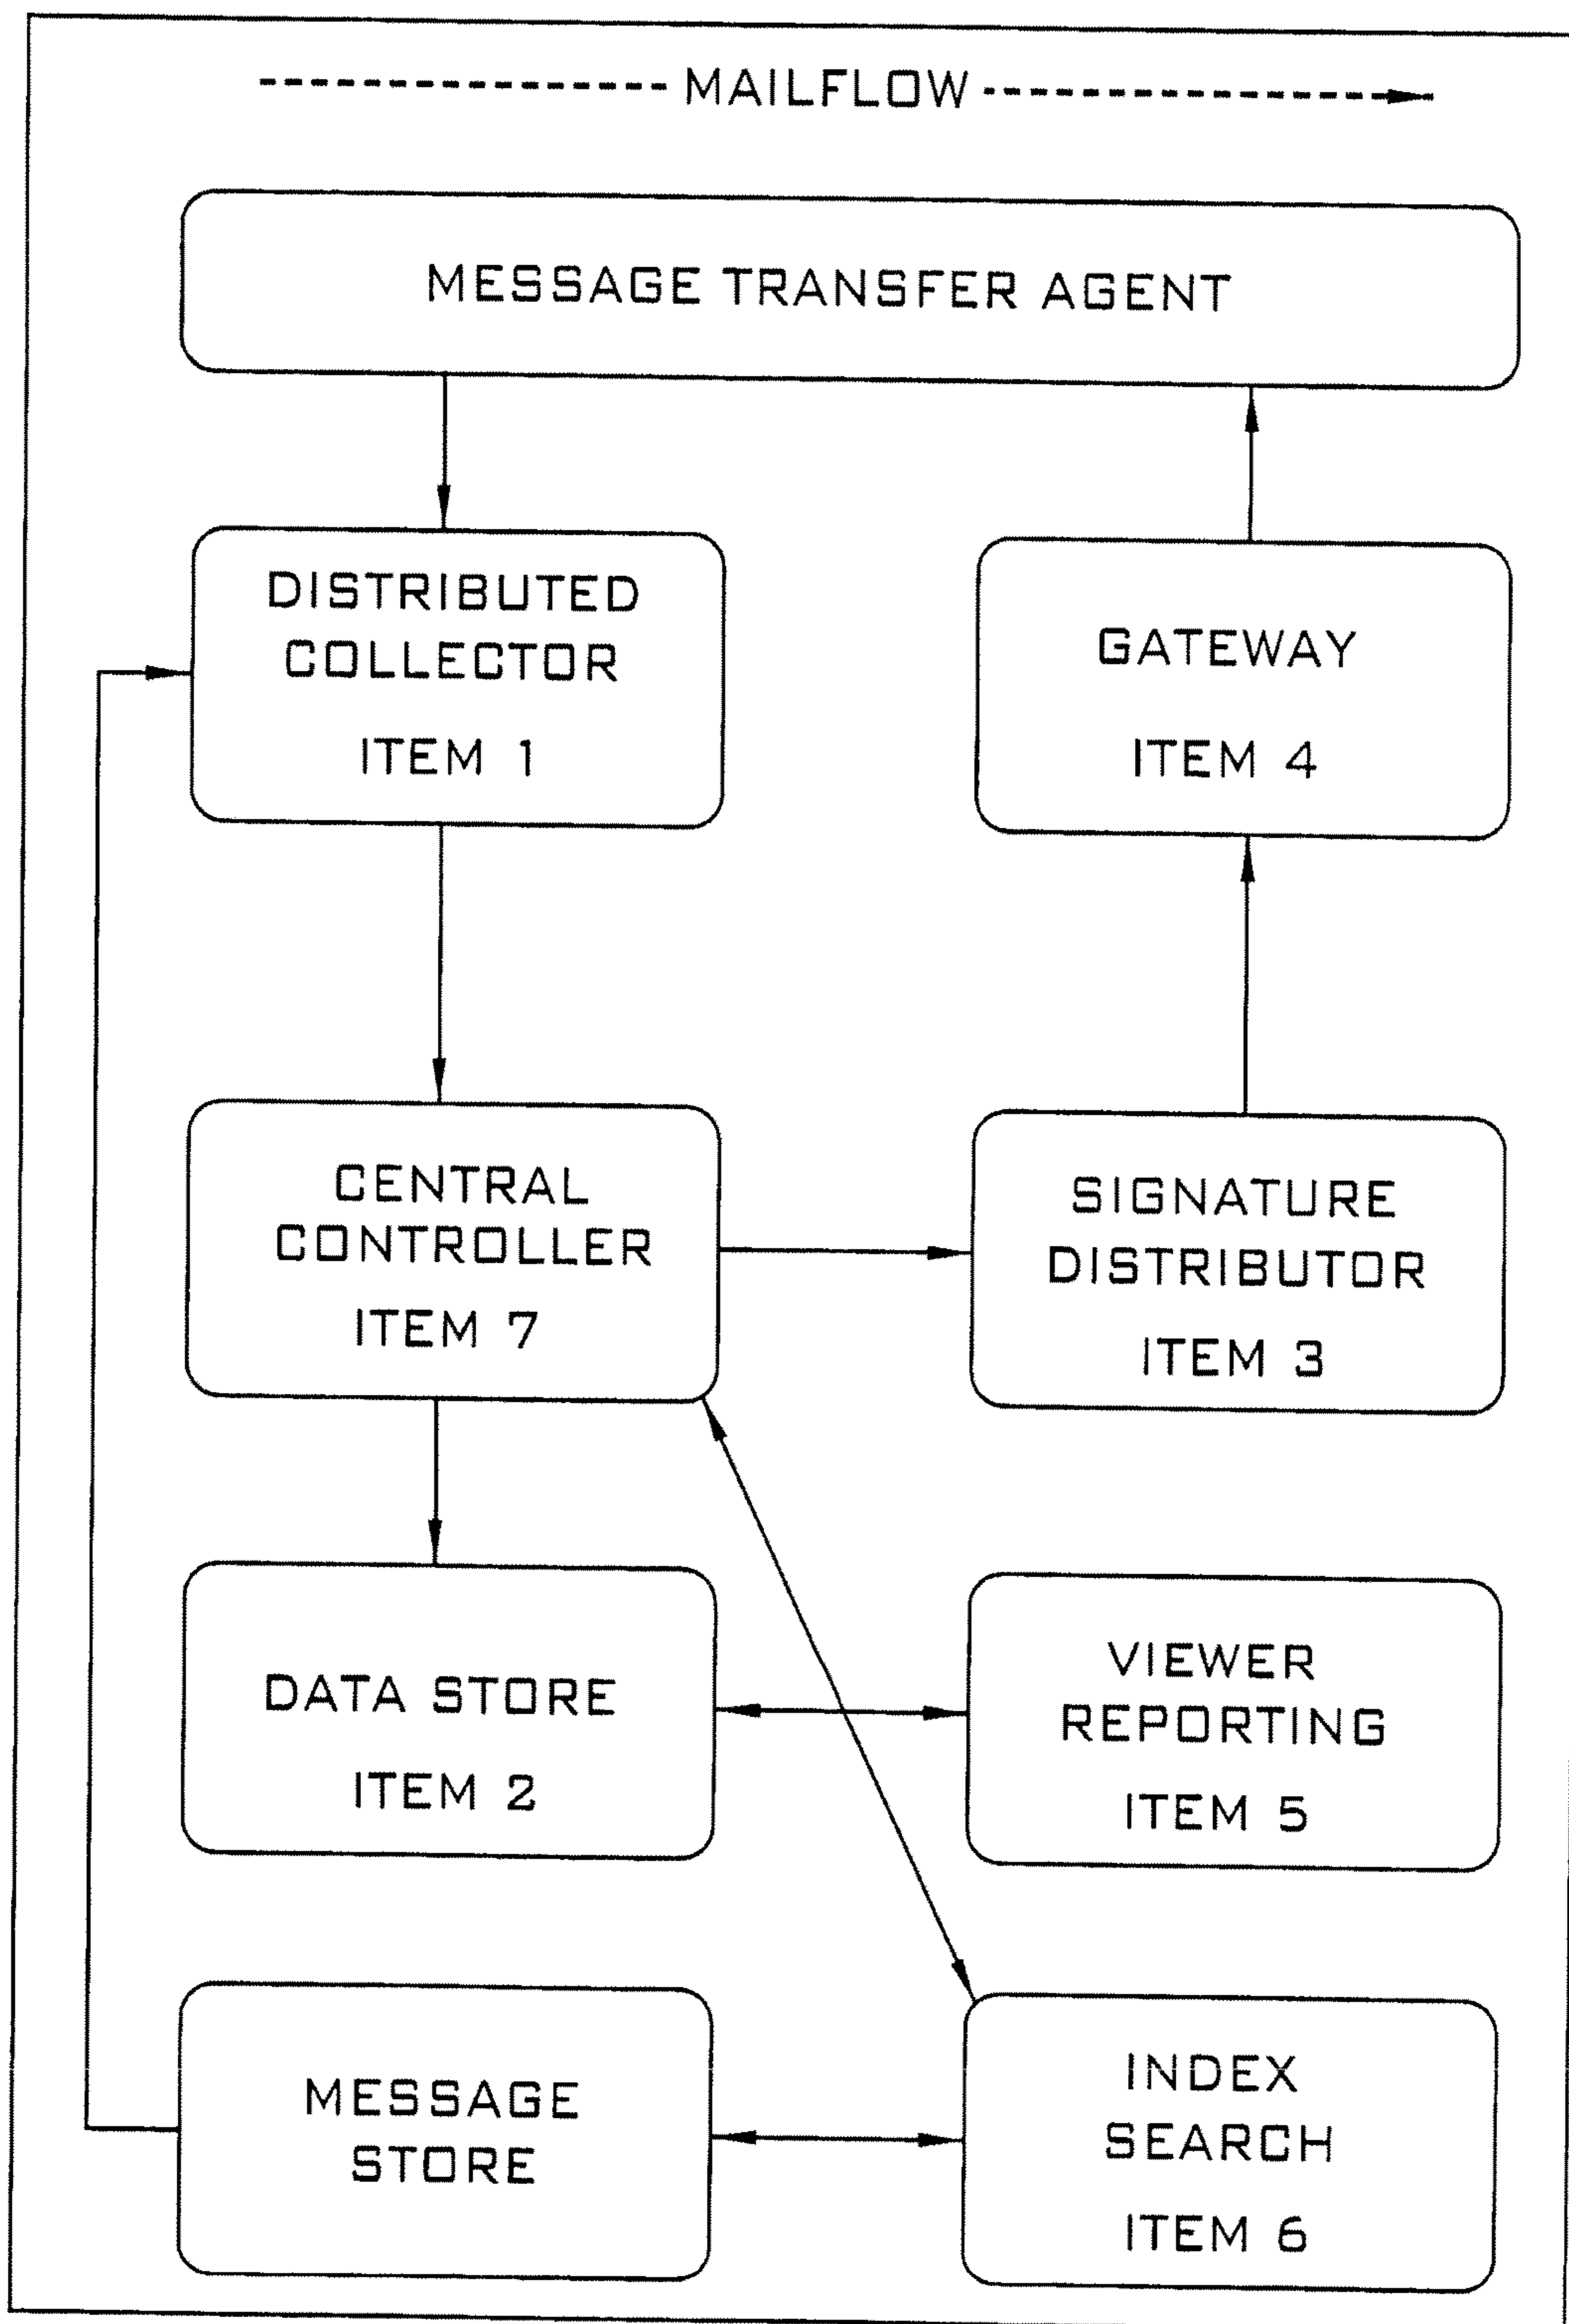 MAILFLOW
MESSAGE TRANSFER AGENT
DISTRIBUTED
COLLECTOR
ITEM 1
GATEWAY
ITEM 4
CENTRAL
CONTROLLER
ITEM 7
SIGNATURE
DISTRIBUTOR
ITEM 3
DATA STORE
ITEM 2
VIEWER
REPORTING
ITEM 5
MESSAGE
STORE
INDEX
SEARCH
ITEM 6